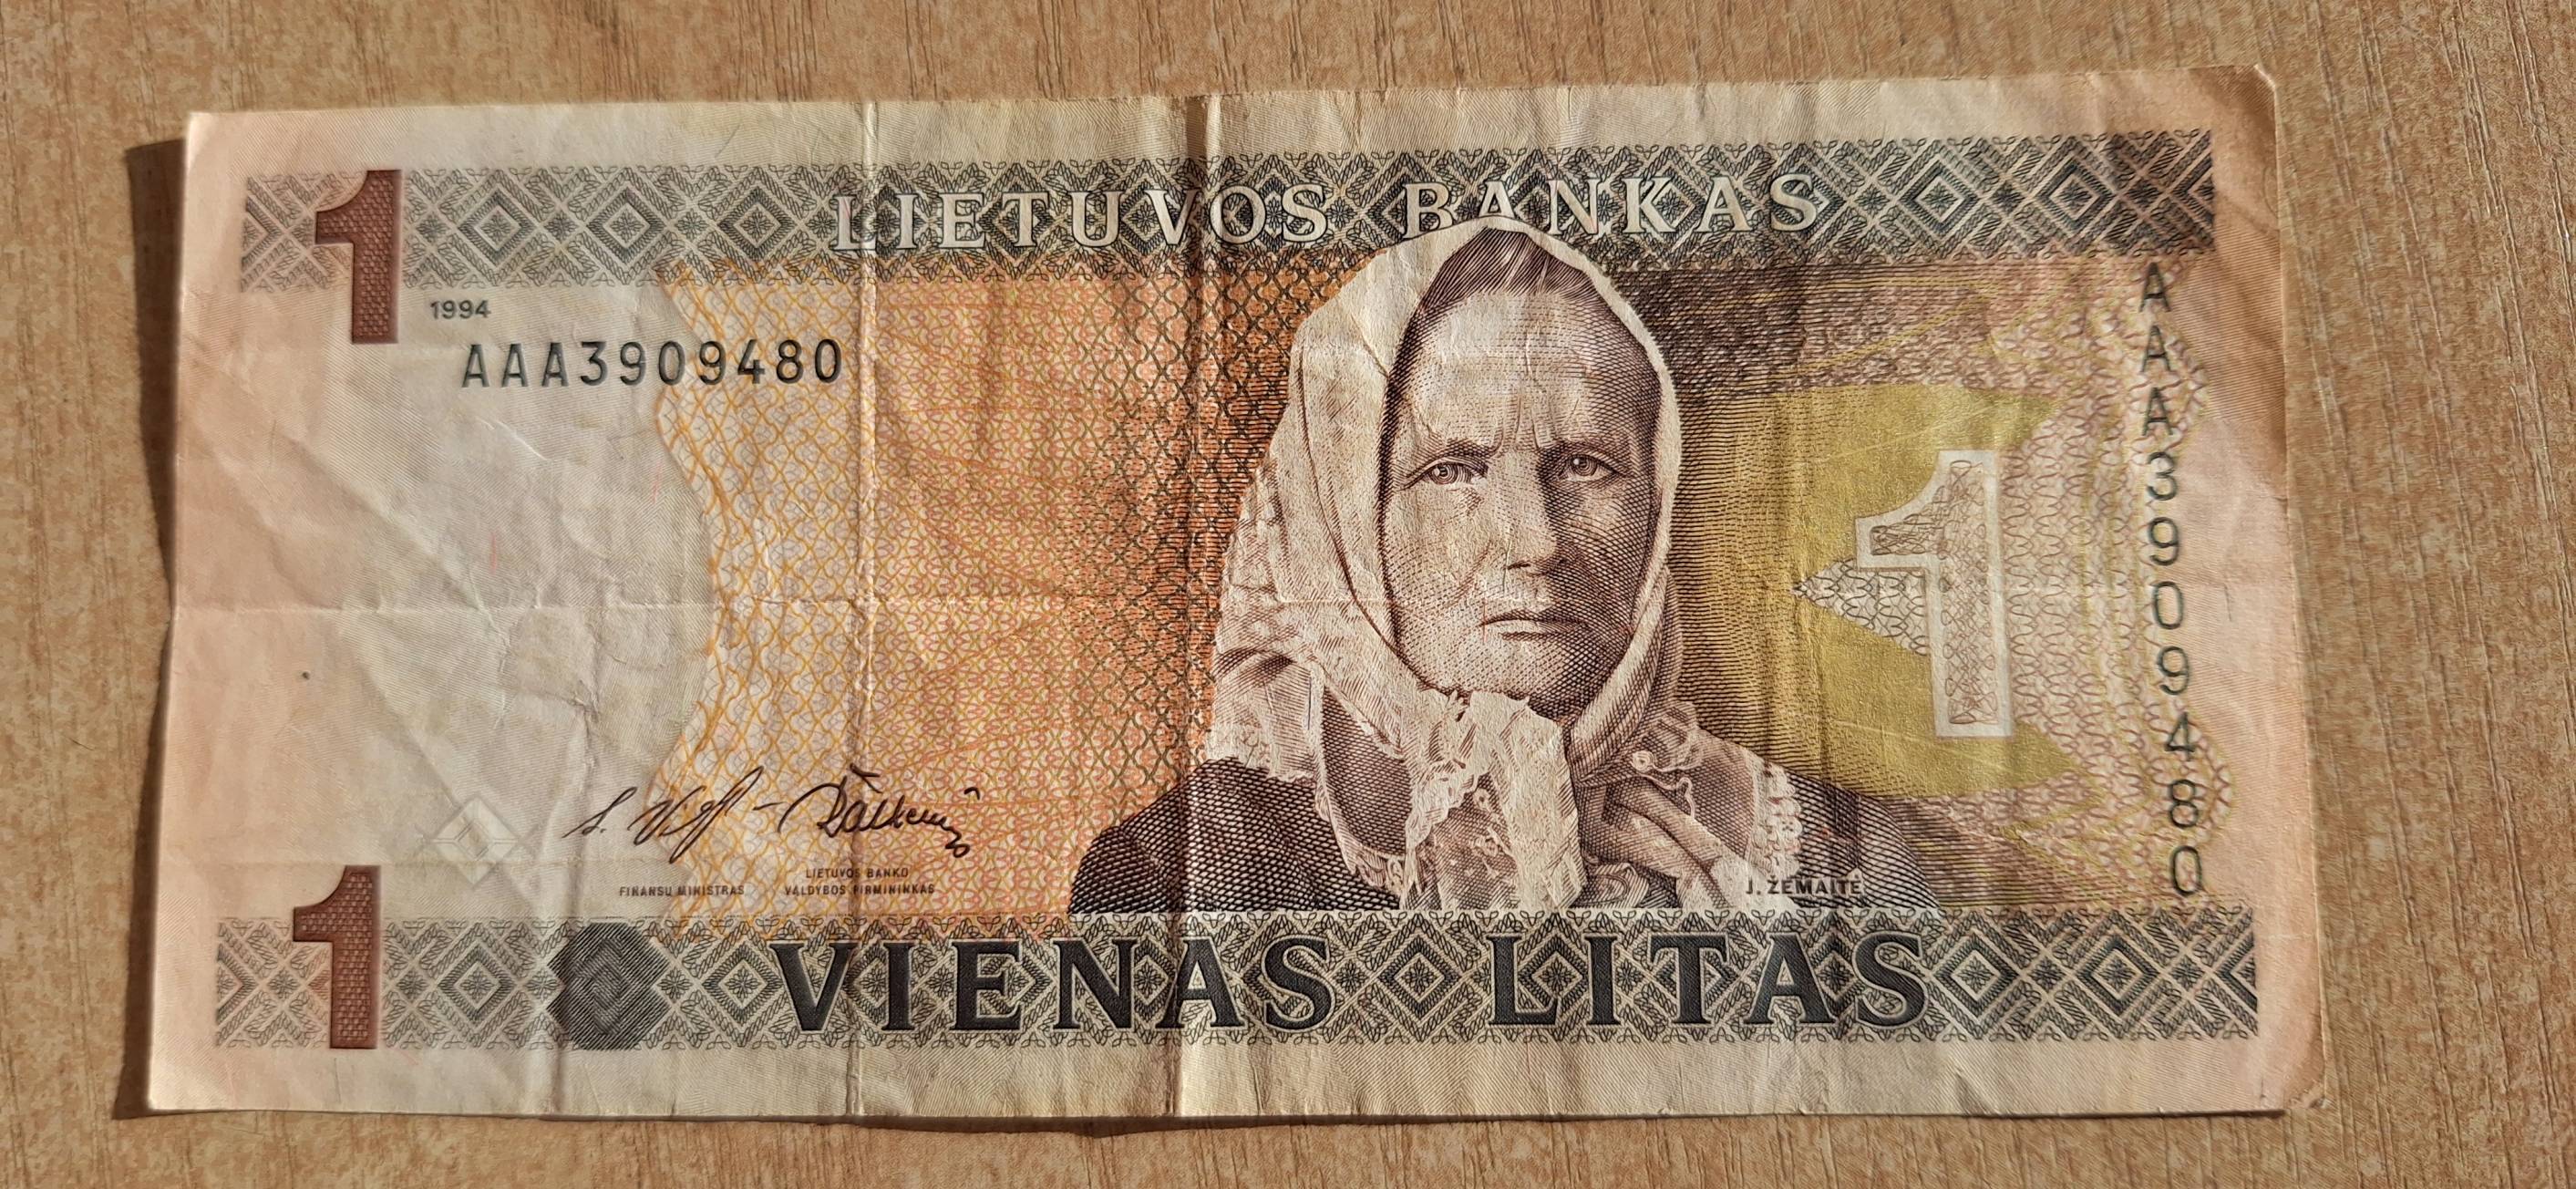 1
LIETUVOS BANKAS
1994
AAA3909480
AAA3909480
1
FINANSŲ MINISTRAS
LIETUVOS BANKO
VALDYBOS PIRMININKAS
J. ŽEMAITĖ
1
VIENAS LITAS